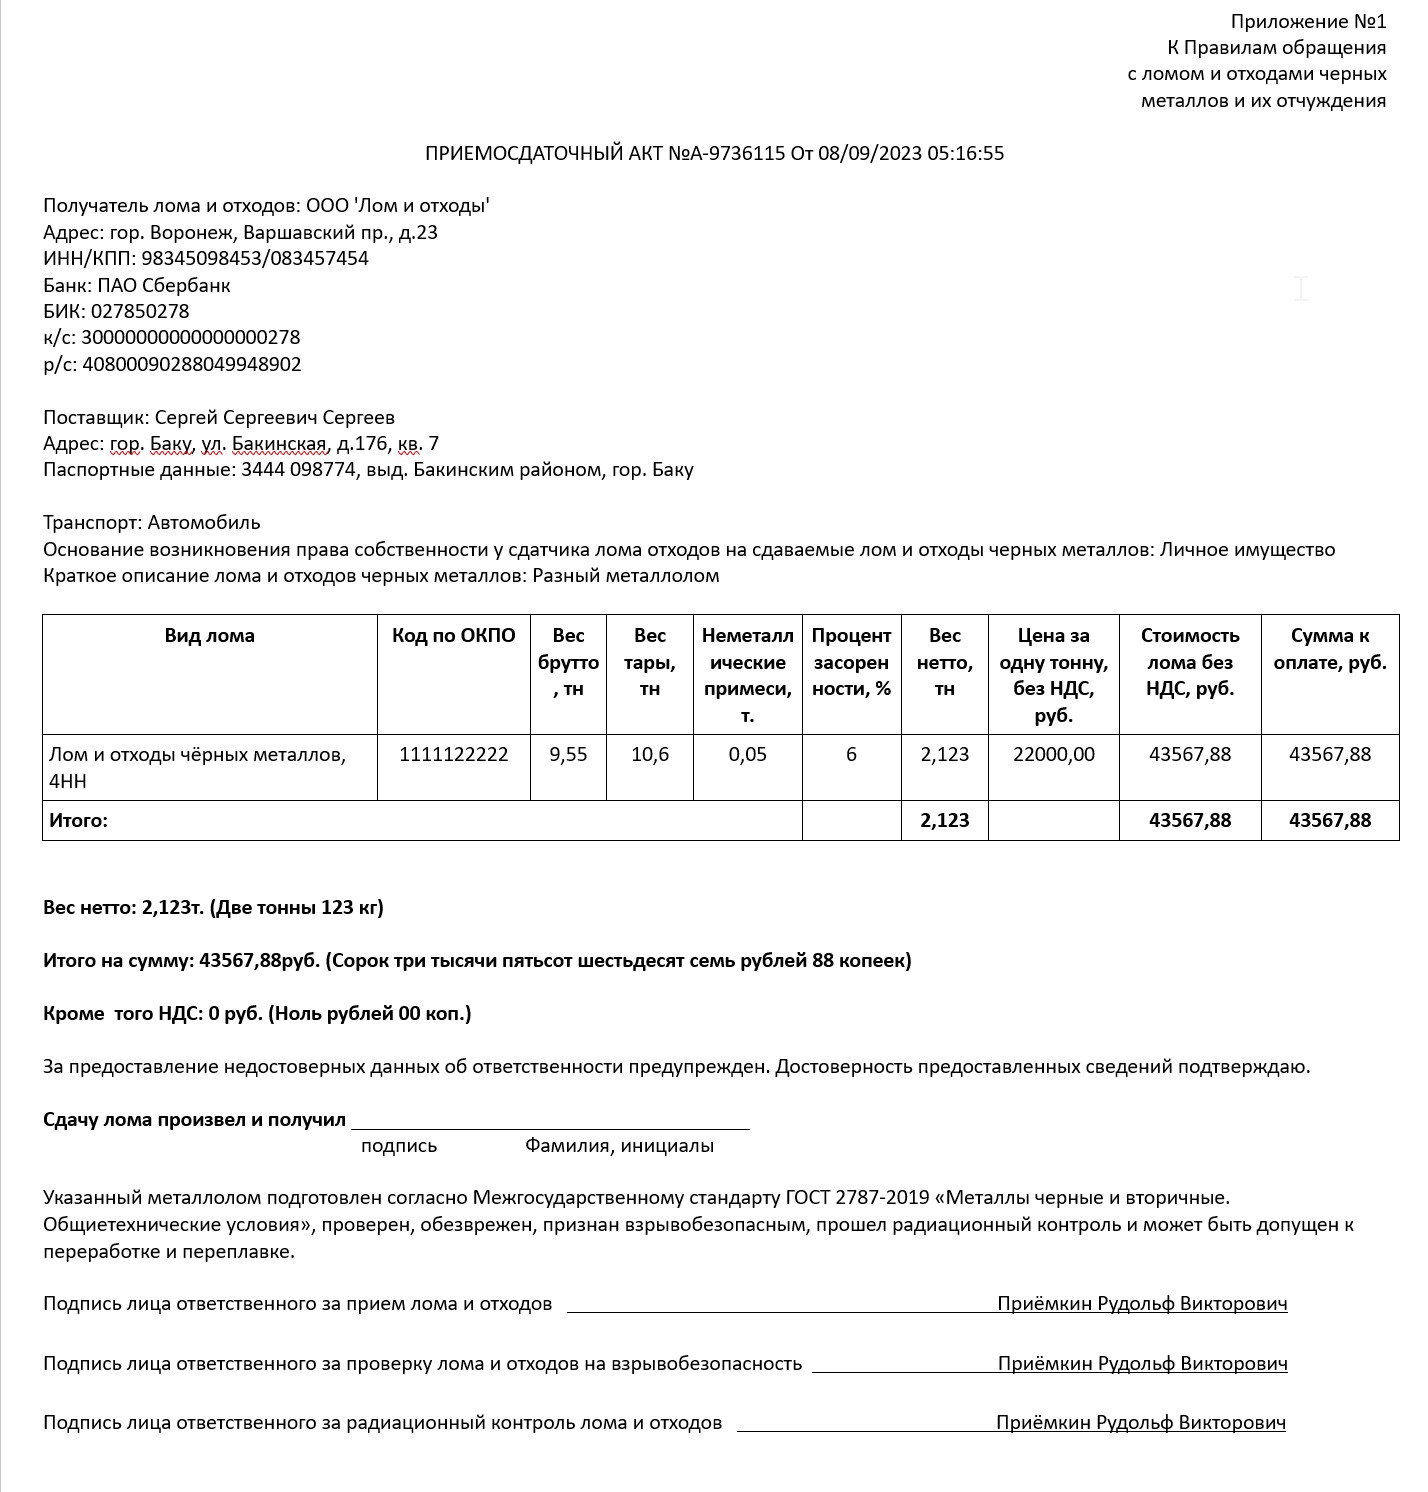 Приложение №1
К Правилам обращения
с ломом и отходами черных
металлов и их отчуждения
ПРИЕМОСДАТОЧНЫЙ АКТ №А-9736115 От 08/09/2023 05:16:55
Получатель лома и отходов: ООО 'Лом и отходы'
Адрес: гор. Воронеж, Варшавский пр., д.23
ИНН/КПП: 98345098453/083457454
Банк: ПАО Сбербанк
БИК: 027850278
к/с: 30000000000000000278
р/с: 40800090288049948902
Поставщик: Сергей Сергеевич Сергеев
Адрес: гор. Баку, ул. Бакинская, д.176, кв. 7
Паспортные данные: 3444 098774, выд. Бакинским районом, гор. Баку
Транспорт: Автомобиль
Основание возникновения права собственности у сдатчика лома отходов на сдаваемые лом и отходы черных металлов: Личное имущество
Краткое описание лома и отходов черных металлов: Разный металлолом
Вид лома Код по ОКПО Вес Вес Неметалл Процент Вес Цена за Стоимость Сумма к
брутто тары, ические засорен нетто, одну тонну, лома без оплате, руб.
, тн тн примеси, ности, % тн без НДС, НДС, руб.
т. руб.
Лом и отходы чёрных металлов, 1111122222 9,55 10,6 0,05 6 2,123 22000,00 43567,88 43567,88
4НН
Итого: 2,123 43567,88 43567,88
Вес нетто: 2,123т. (Две тонны 123 кг)
Итого на сумму: 43567,88руб. (Сорок три тысячи пятьсот шестьдесят семь рублей 88 копеек)
Кроме  того НДС: 0 руб. (Ноль рублей 00 коп.)
За предоставление недостоверных данных об ответственности предупрежден. Достоверность предоставленных сведений подтверждаю.
Сдачу лома произвел и получил
подпись Фамилия, инициалы
Указанный металлолом подготовлен согласно Межгосударственному стандарту ГОСТ 2787-2019 «Металлы черные и вторичные.
Общиетехнические условия», проверен, обезврежен, признан взрывобезопасным, прошел радиационный контроль и может быть допущен к
переработке и переплавке.
Подпись лица ответственного за прием лома и отходов Приёмкин Рудольф Викторович
Подпись лица ответственного за проверку лома и отходов на взрывобезопасность Приёмкин Рудольф Викторович
Подпись лица ответственного за радиационный контроль лома и отходов Приёмкин Рудольф Викторович